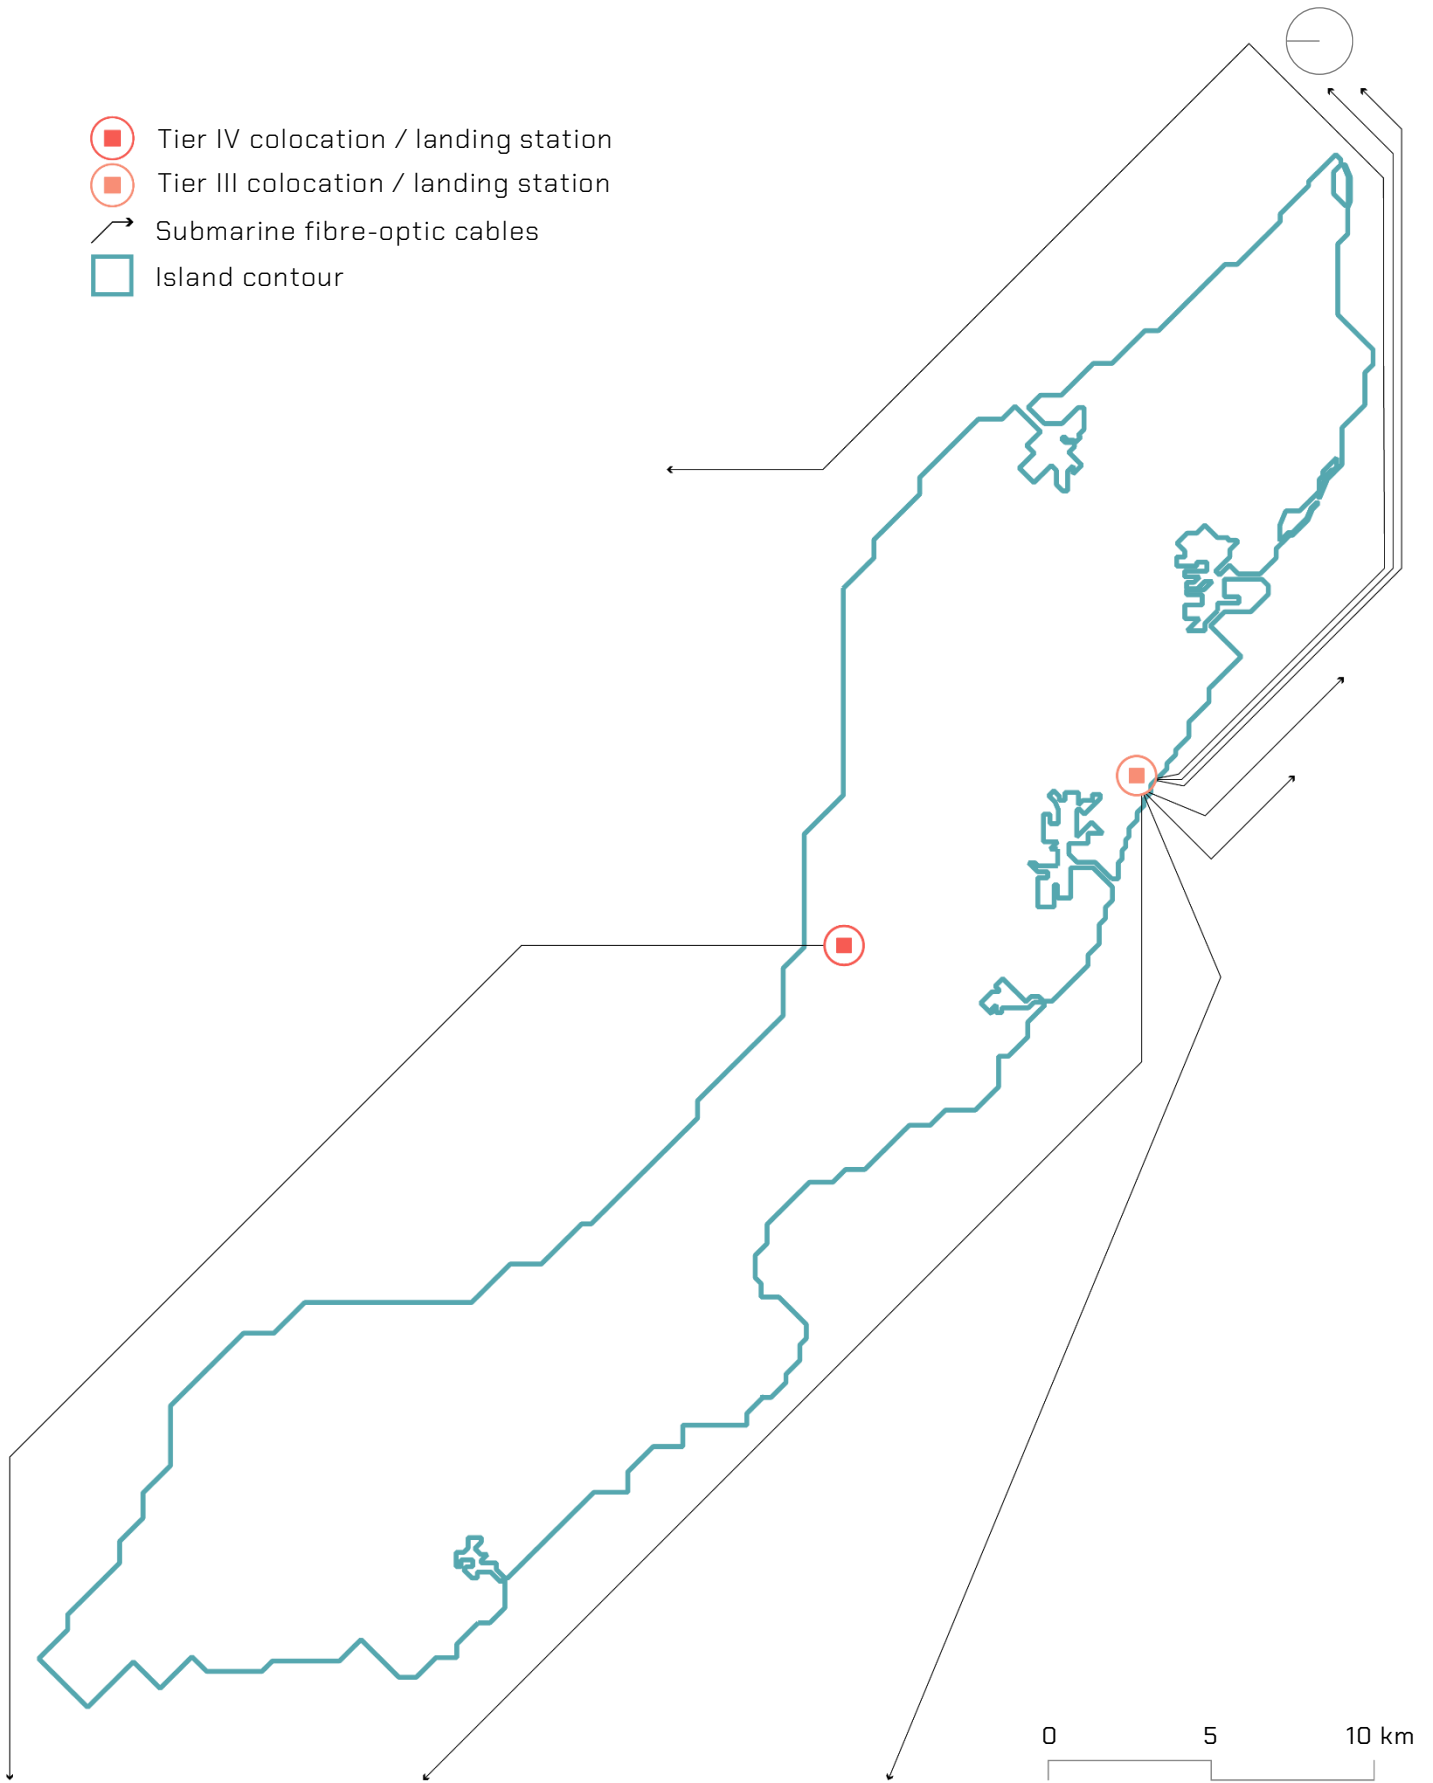 Tier IV colocation / landing station
Tier III colocation / landing station
Submarine fibre-optic cables
Island contour
0 5 10 km